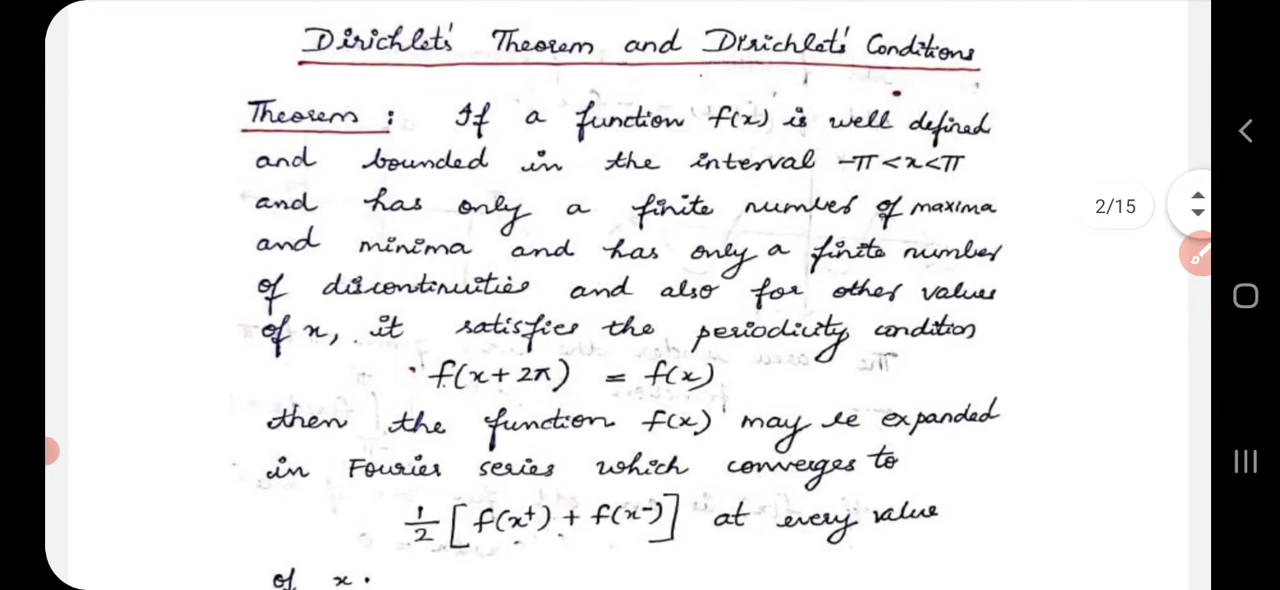 Dirichlet's Theorem and Dirichlet's Conditions
Theorem : If a function f(x) is well defined
and bounded in the interval -π < x < π
and has only a finite number of maxima
and minima and has only a finite number
of discontinuities and also for other values
of x, it satisfies the periodicity condition
f(x+2π) = f(x)
then the function f(x) may be expanded
in Fourier series which converges to
1/2 [f(x⁺) + f(x⁻)] at every value
of x.
2/15